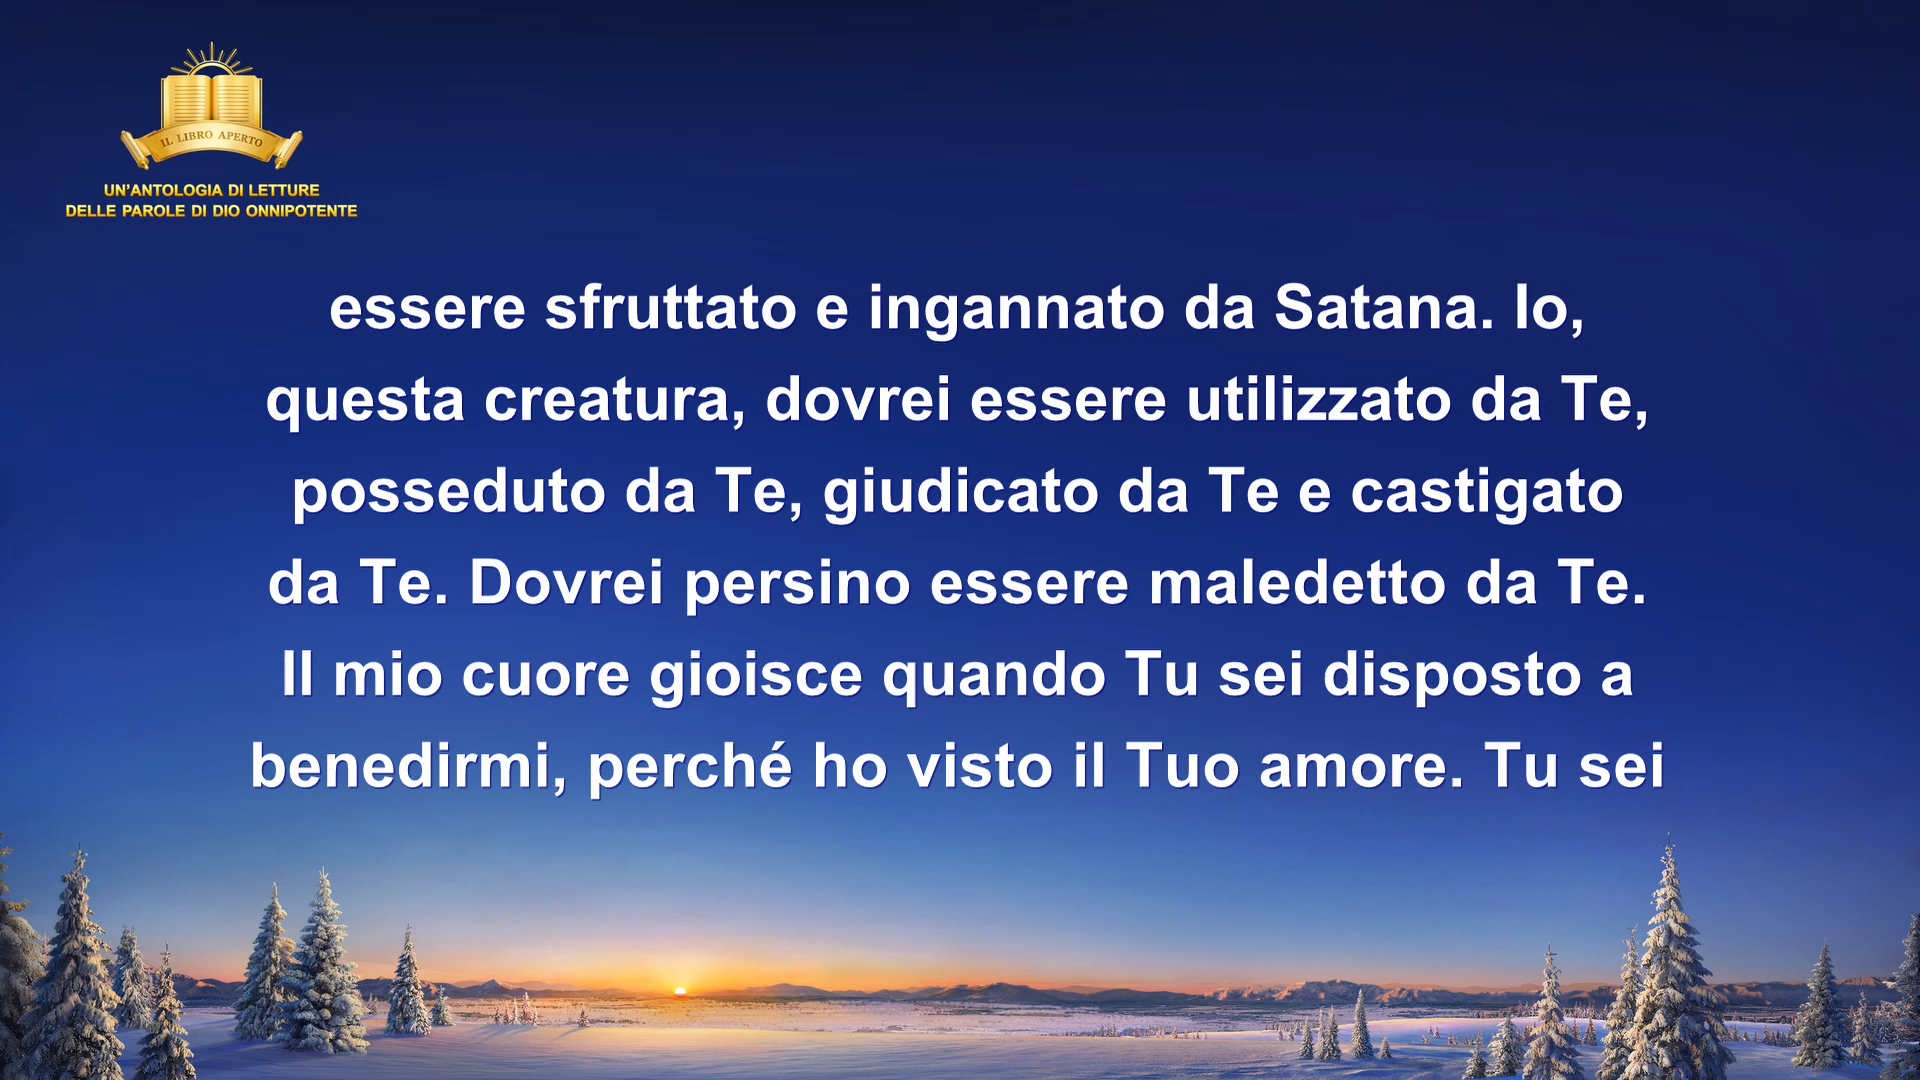 IL LIBRO APERTO
UN'ANTOLOGIA DI LETTURE
DELLE PAROLE DI DIO ONNIPOTENTE
essere sfruttato e ingannato da Satana. Io,
questa creatura, dovrei essere utilizzato da Te,
posseduto da Te, giudicato da Te e castigato
da Te. Dovrei persino essere maledetto da Te.
Il mio cuore gioisce quando Tu sei disposto a
benedirmi, perché ho visto il Tuo amore. Tu sei